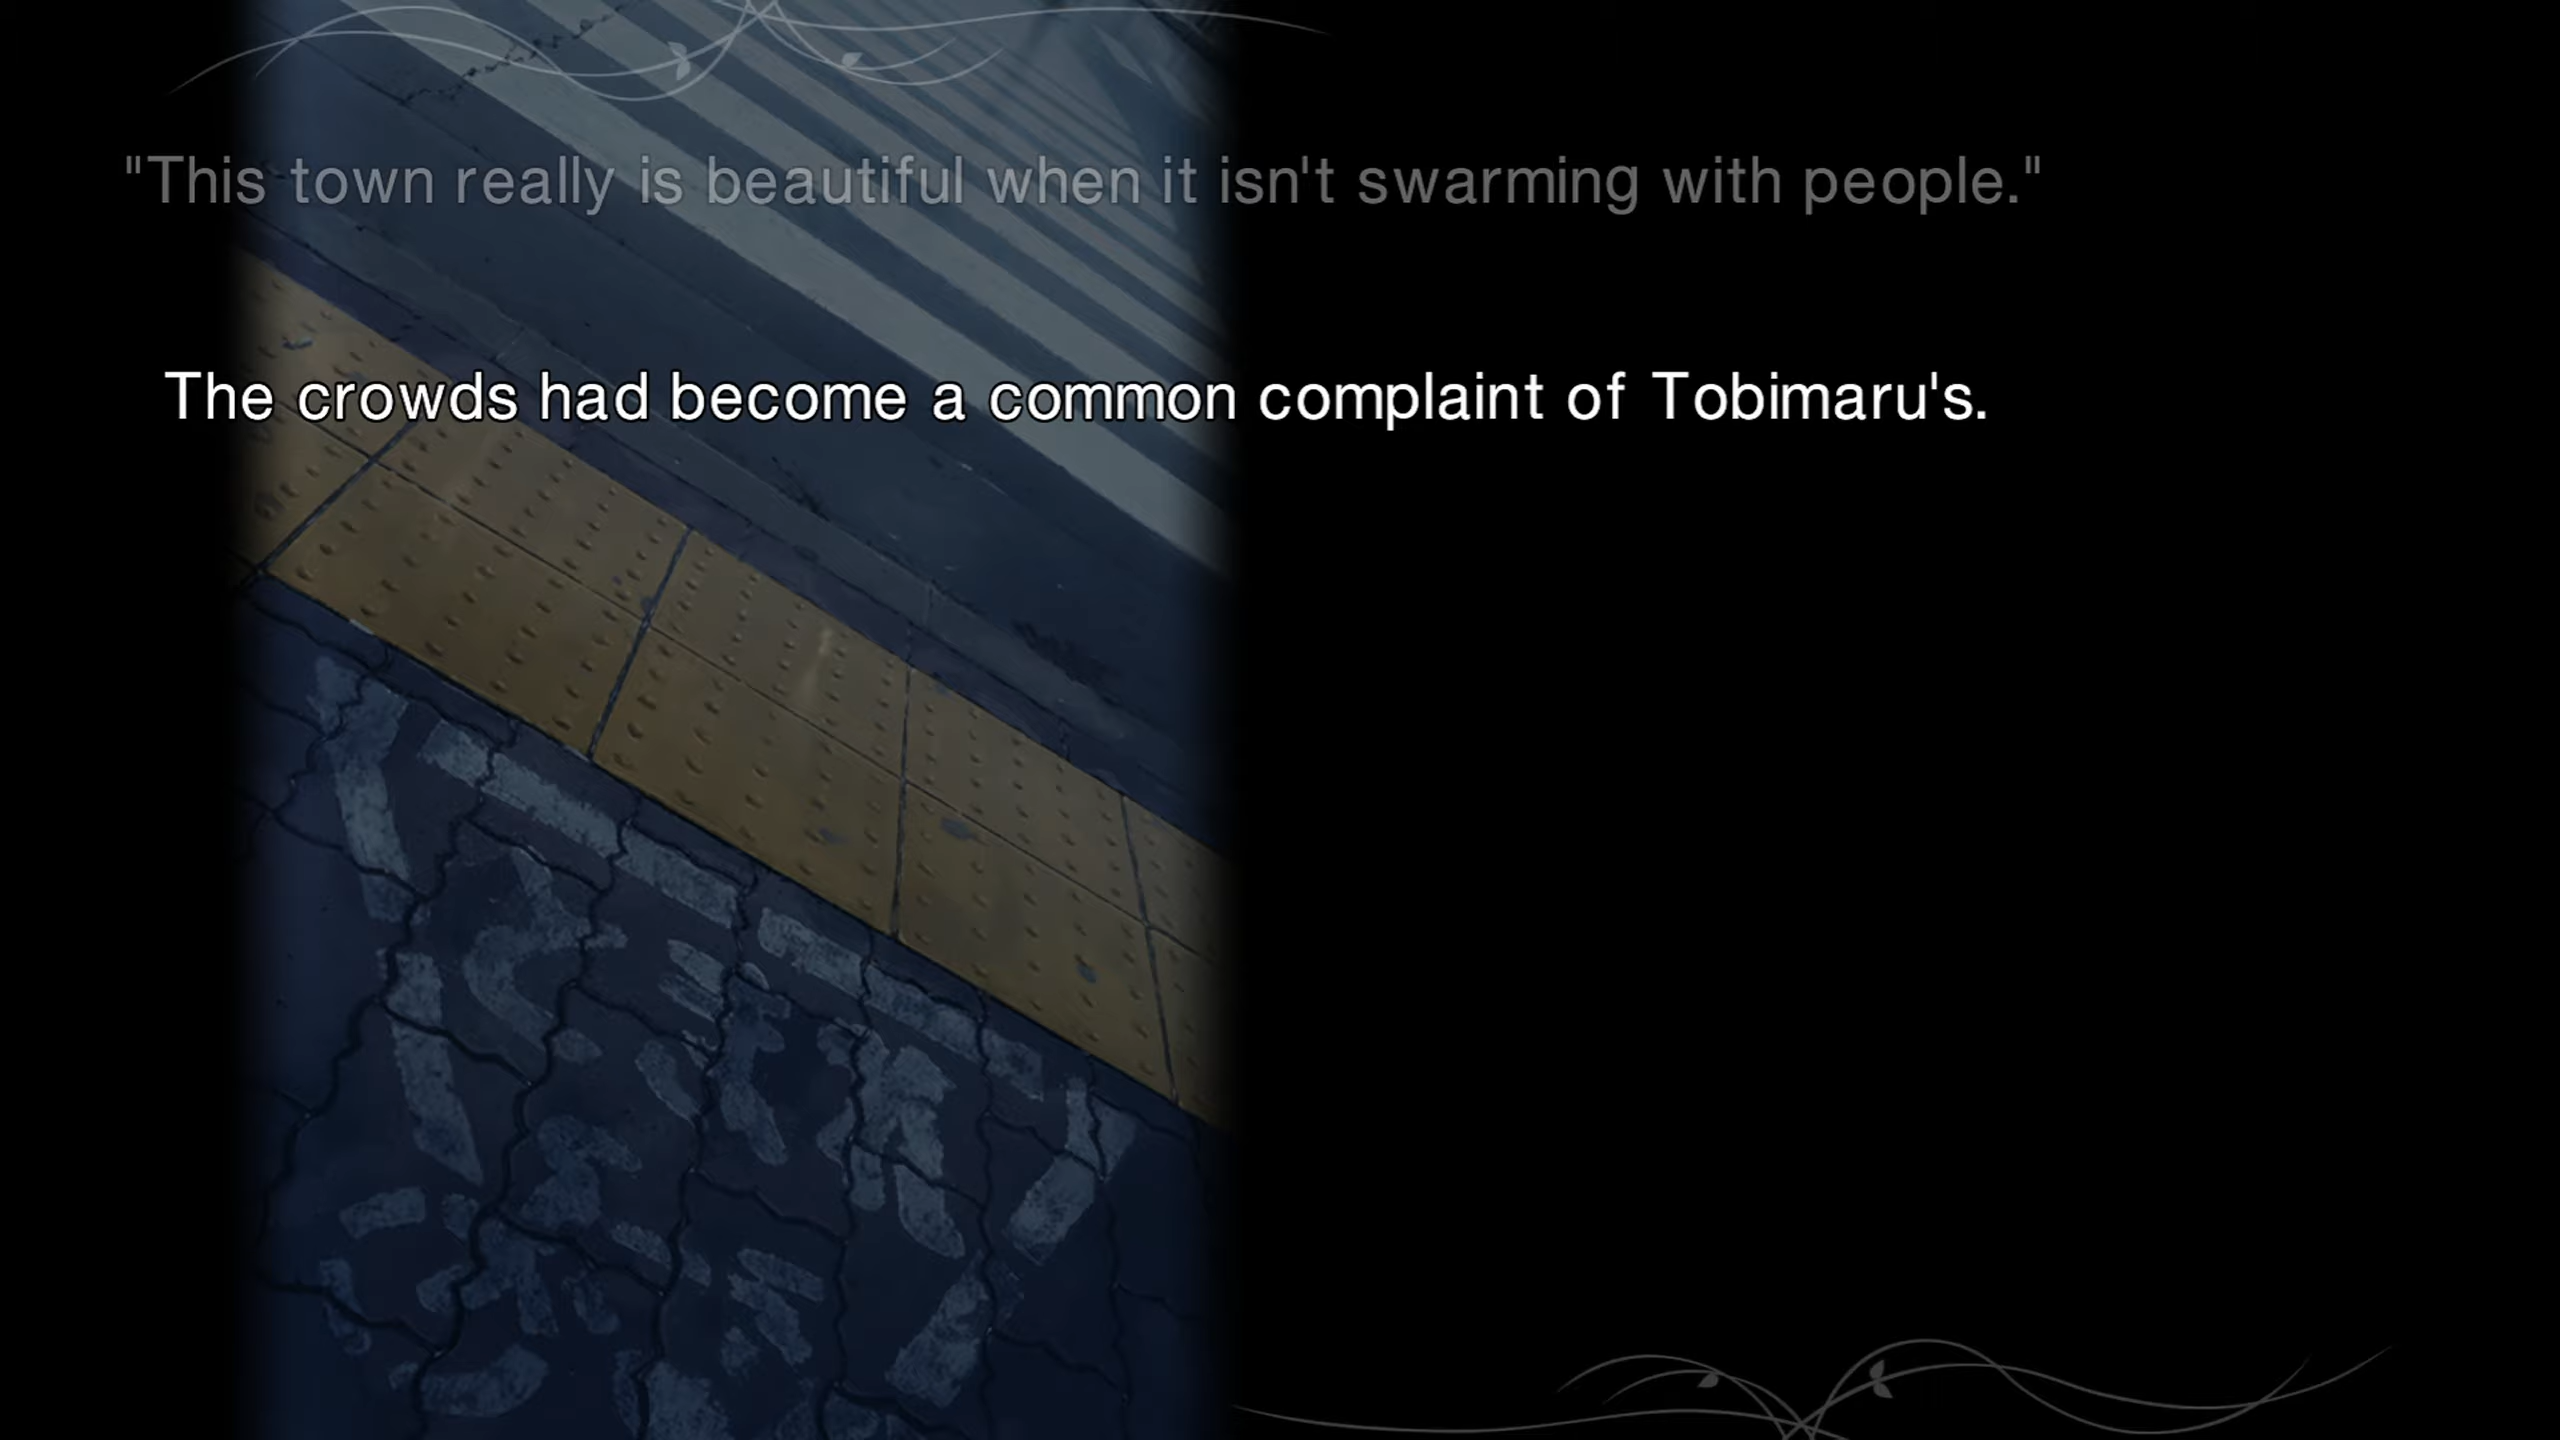 "This town really is beautiful when it isn't swarming with people."
The crowds had become a common complaint of Tobimaru's.